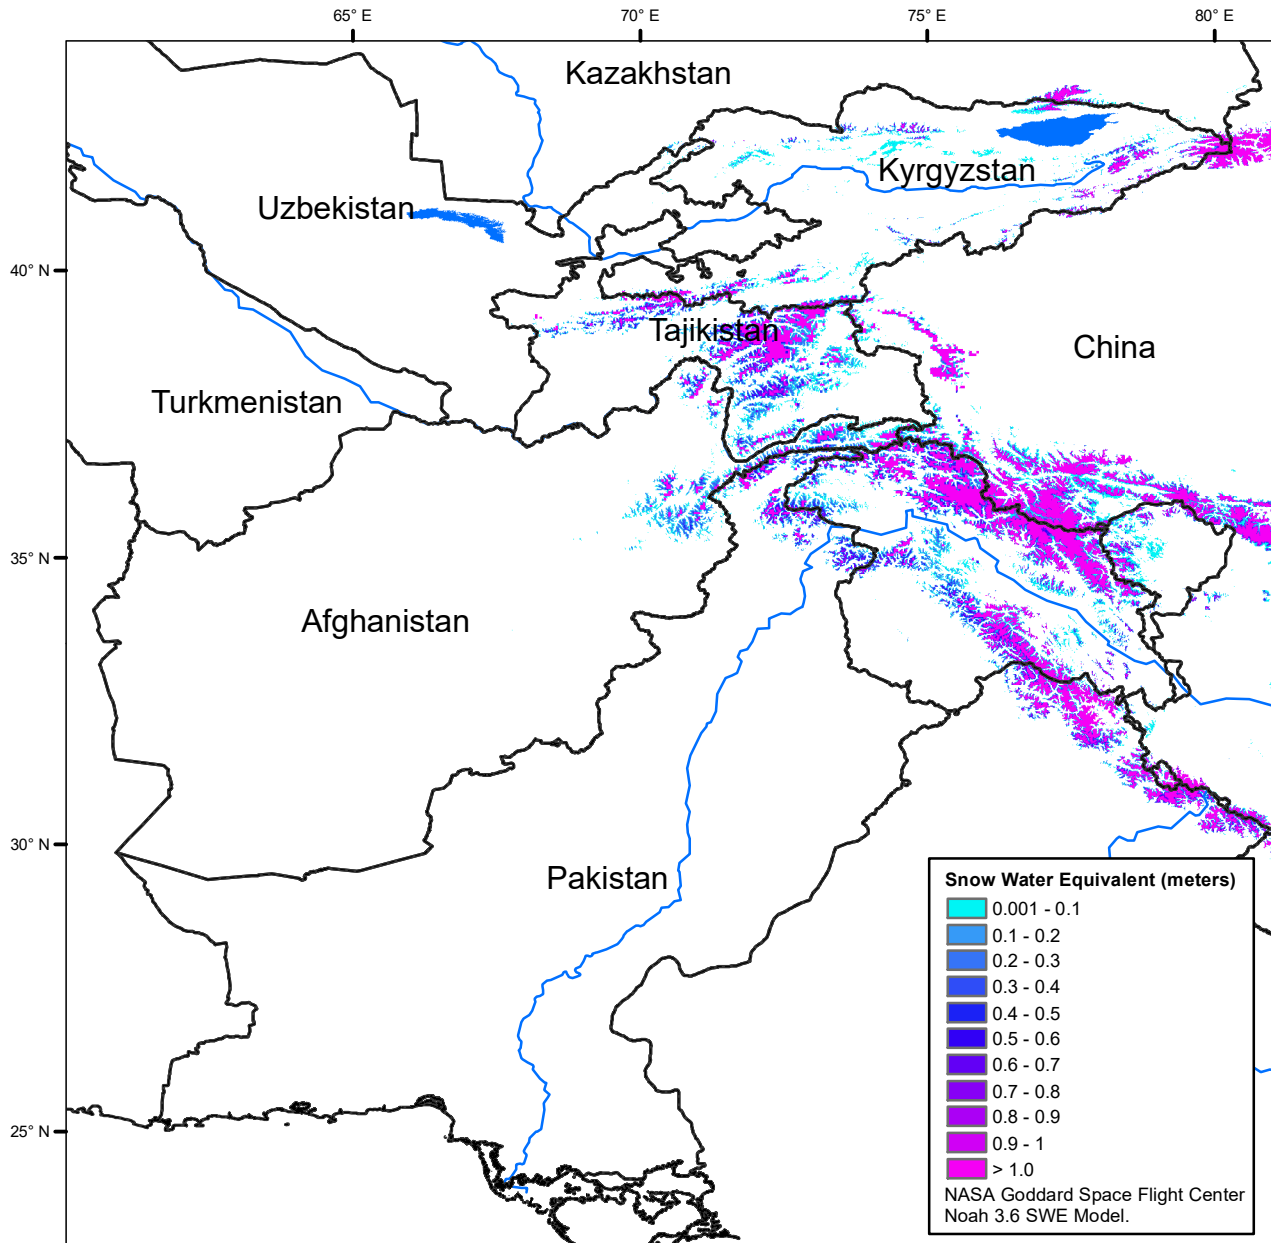 65° E
70° E
75° E
80° E
Kazakhstan
Kyrgyzstan
Uzbekistan
40° N
Tajikistan
China
Turkmenistan
35° N
Afghanistan
30° N
Pakistan
25° N
Snow Water Equivalent (meters)
0.001 - 0.1
0.1 - 0.2
0.2 - 0.3
0.3 - 0.4
0.4 - 0.5
0.5 - 0.6
0.6 - 0.7
0.7 - 0.8
0.8 - 0.9
0.9 - 1
> 1.0
NASA Goddard Space Flight Center
Noah 3.6 SWE Model.